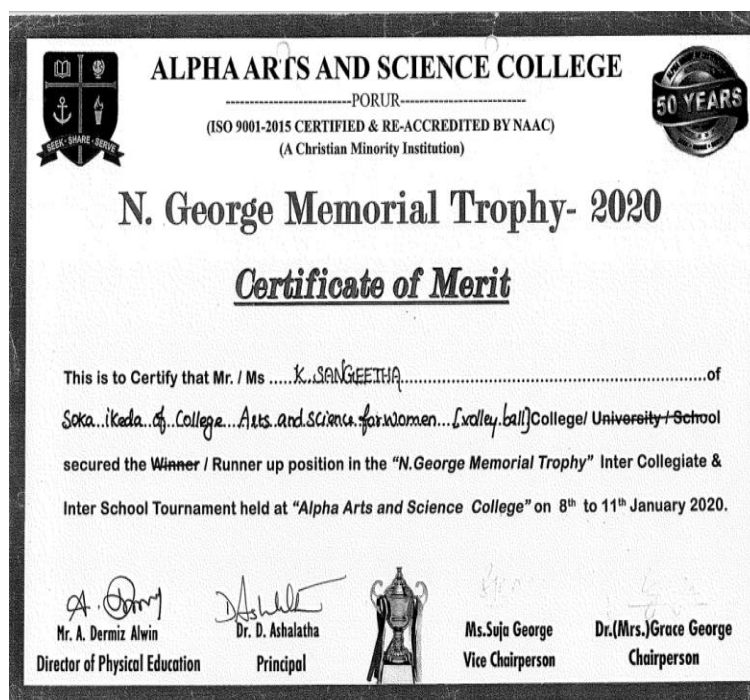 ALPHA ARTS AND SCIENCE COLLEGE
50 YEARS
SEEK-SHARE-SERVE
---------------------------PORUR---------------------------
(ISO 9001-2015 CERTIFIED & RE-ACCREDITED BY NAAC)
(A Christian Minority Institution)
N. George Memorial Trophy- 2020
Certificate of Merit
This is to Certify that Mr. / Ms .....K.SANGEETHA..................................................of
Soka..ikeda..of..College...Arts.and.science.for.women...[volley.ball]College/ University / School
secured the Winner / Runner up position in the "N.George Memorial Trophy" Inter Collegiate &
Inter School Tournament held at "Alpha Arts and Science College" on 8th to 11th January 2020.
Mr. A. Dermiz Alwin
Director of Physical Education
Dr. D. Ashalatha
Principal
Ms.Suja George
Vice Chairperson
Dr.(Mrs.)Grace George
Chairperson